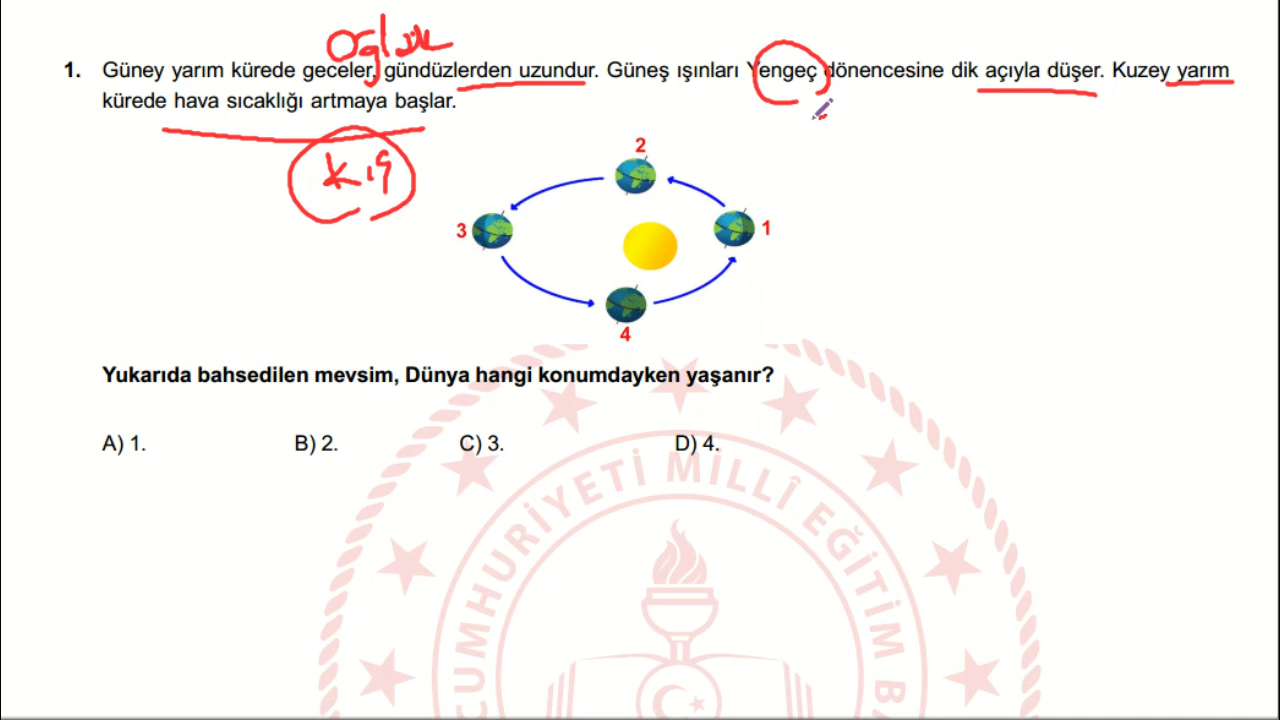 Oğlak
1. Güney yarım kürede geceler, gündüzlerden uzundur. Güneş ışınları Yengeç dönencesine dik açıyla düşer. Kuzey yarım
kürede hava sıcaklığı artmaya başlar.
Kış
2
3
1
4
Yukarıda bahsedilen mevsim, Dünya hangi konumdayken yaşanır?
A) 1. B) 2. C) 3. D) 4.
CUMHURİYETİ MİLLÎ EĞİTİM BA